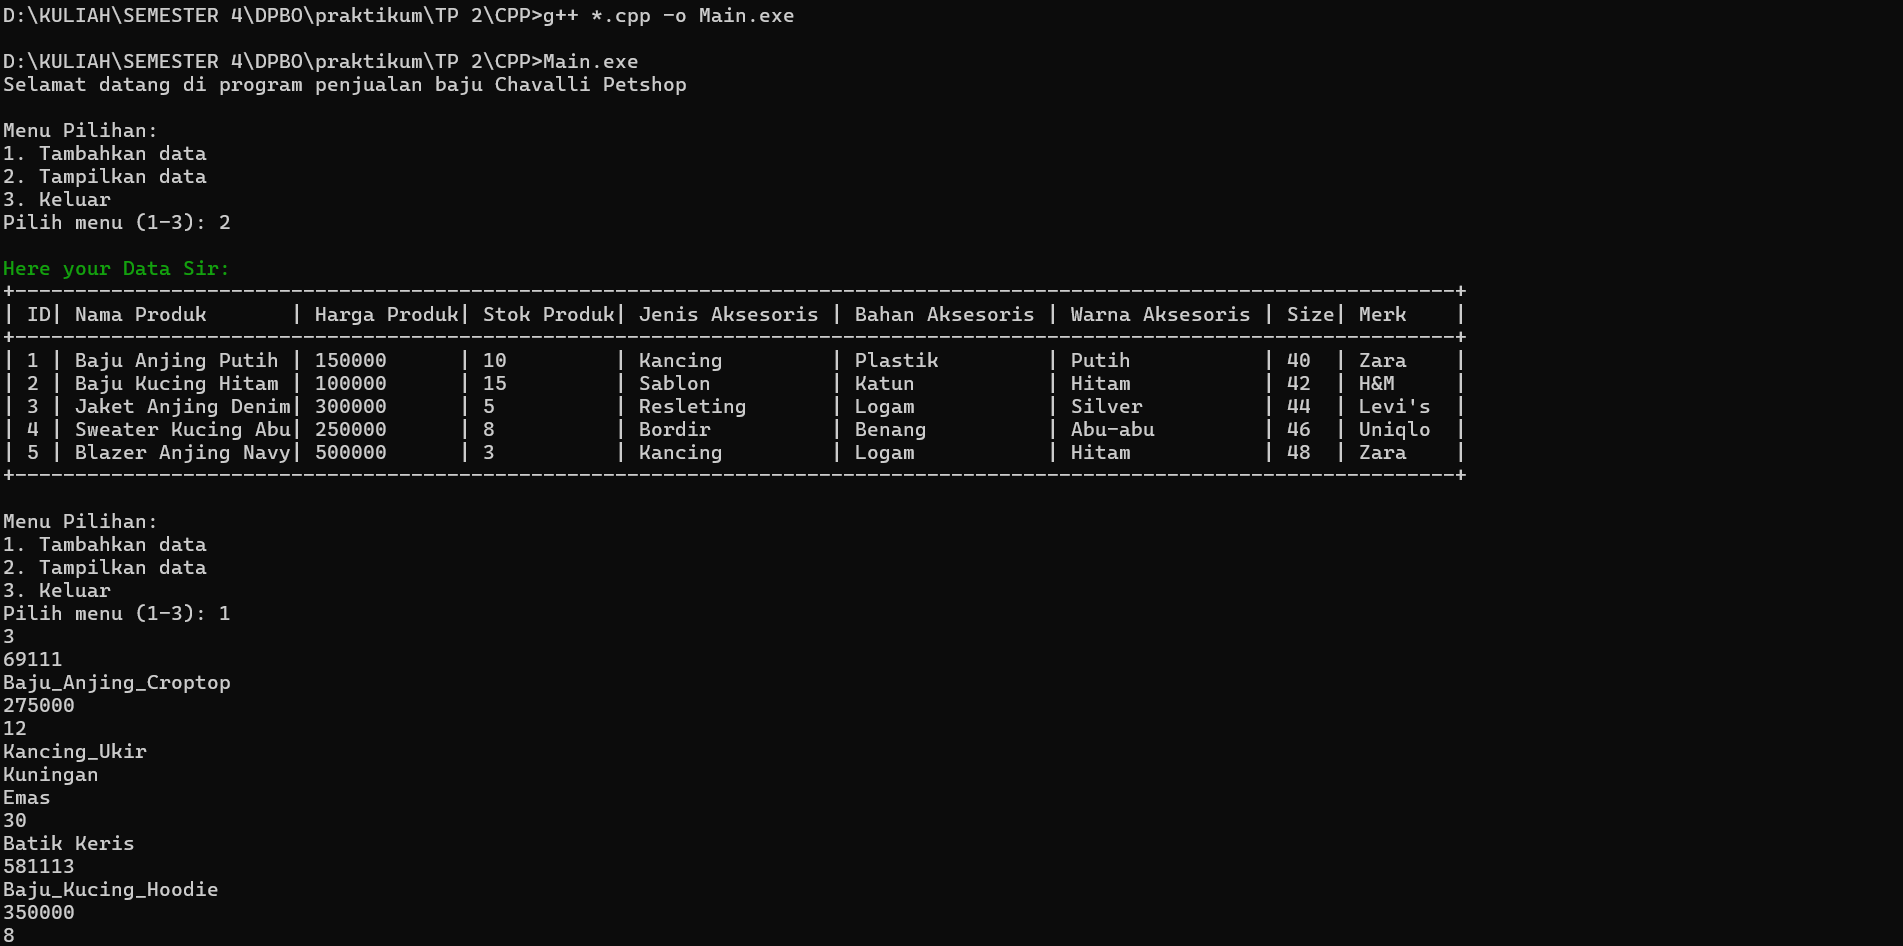 D:\KULIAH\SEMESTER 4\DPBO\praktikum\TP 2\CPP>g++ *.cpp -o Main.exe
D:\KULIAH\SEMESTER 4\DPBO\praktikum\TP 2\CPP>Main.exe
Selamat datang di program penjualan baju Chavalli Petshop
Menu Pilihan:
1. Tambahkan data
2. Tampilkan data
3. Keluar
Pilih menu (1-3): 2
Here your Data Sir:
+------------------------------------------------------------------------------------------------------------------------+
| ID| Nama Produk       | Harga Produk| Stok Produk| Jenis Aksesoris | Bahan Aksesoris | Warna Aksesoris | Size| Merk    |
+------------------------------------------------------------------------------------------------------------------------+
| 1 | Baju Anjing Putih | 150000      | 10         | Kancing         | Plastik         | Putih           | 40  | Zara    |
| 2 | Baju Kucing Hitam | 100000      | 15         | Sablon          | Katun           | Hitam           | 42  | H&M     |
| 3 | Jaket Anjing Denim| 300000      | 5          | Resleting       | Logam           | Silver          | 44  | Levi's  |
| 4 | Sweater Kucing Abu| 250000      | 8          | Bordir          | Benang          | Abu-abu         | 46  | Uniqlo  |
| 5 | Blazer Anjing Navy| 500000      | 3          | Kancing         | Logam           | Hitam           | 48  | Zara    |
+------------------------------------------------------------------------------------------------------------------------+
Menu Pilihan:
1. Tambahkan data
2. Tampilkan data
3. Keluar
Pilih menu (1-3): 1
3
69111
Baju_Anjing_Croptop
275000
12
Kancing_Ukir
Kuningan
Emas
30
Batik Keris
581113
Baju_Kucing_Hoodie
350000
8